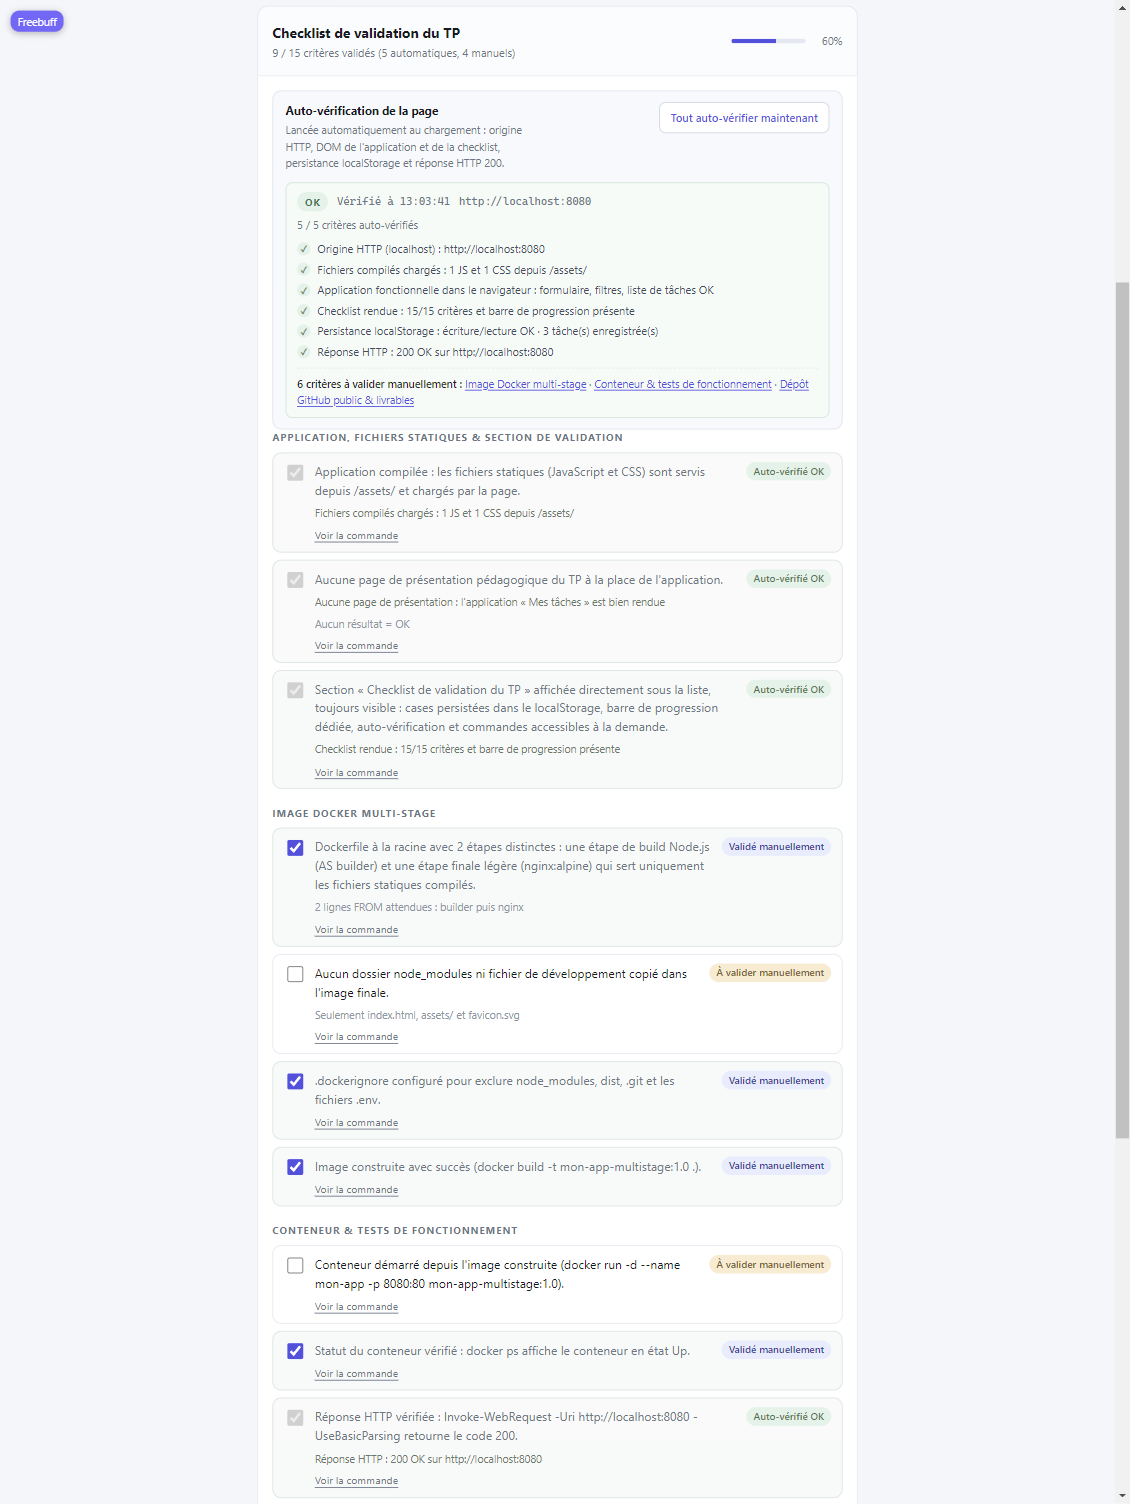 Freebuff
Checklist de validation du TP
9 / 15 critères validés (5 automatiques, 4 manuels)
60%
Auto-vérification de la page
Tout auto-vérifier maintenant
Lancée automatiquement au chargement : origine
HTTP, DOM de l'application et de la checklist,
persistance localStorage et réponse HTTP 200.
OK Vérifié à 13:03:41 http://localhost:8080
5 / 5 critères auto-vérifiés
Origine HTTP (localhost) : http://localhost:8080
Fichiers compilés chargés : 1 JS et 1 CSS depuis /assets/
Application fonctionnelle dans le navigateur : formulaire, filtres, liste de tâches OK
Checklist rendue : 15/15 critères et barre de progression présente
Persistance localStorage : écriture/lecture OK · 3 tâche(s) enregistrée(s)
Réponse HTTP : 200 OK sur http://localhost:8080
6 critères à valider manuellement : Image Docker multi-stage · Conteneur & tests de fonctionnement · Dépôt
GitHub public & livrables
APPLICATION, FICHIERS STATIQUES & SECTION DE VALIDATION
Application compilée : les fichiers statiques (JavaScript et CSS) sont servis
depuis /assets/ et chargés par la page.
Auto-vérifié OK
Fichiers compilés chargés : 1 JS et 1 CSS depuis /assets/
Voir la commande
Aucune page de présentation pédagogique du TP à la place de l'application.
Auto-vérifié OK
Aucune page de présentation : l'application « Mes tâches » est bien rendue
Aucun résultat = OK
Voir la commande
Section « Checklist de validation du TP » affichée directement sous la liste,
toujours visible : cases persistées dans le localStorage, barre de progression
dédiée, auto-vérification et commandes accessibles à la demande.
Auto-vérifié OK
Checklist rendue : 15/15 critères et barre de progression présente
Voir la commande
IMAGE DOCKER MULTI-STAGE
Dockerfile à la racine avec 2 étapes distinctes : une étape de build Node.js
(AS builder) et une étape finale légère (nginx:alpine) qui sert uniquement
les fichiers statiques compilés.
Validé manuellement
2 lignes FROM attendues : builder puis nginx
Voir la commande
Aucun dossier node_modules ni fichier de développement copié dans
l'image finale.
À valider manuellement
Seulement index.html, assets/ et favicon.svg
Voir la commande
.dockerignore configuré pour exclure node_modules, dist, .git et les
fichiers .env.
Validé manuellement
Voir la commande
Image construite avec succès (docker build -t mon-app-multistage:1.0 .).
Validé manuellement
Voir la commande
CONTENEUR & TESTS DE FONCTIONNEMENT
Conteneur démarré depuis l'image construite (docker run -d --name
mon-app -p 8080:80 mon-app-multistage:1.0).
À valider manuellement
Voir la commande
Statut du conteneur vérifié : docker ps affiche le conteneur en état Up.
Validé manuellement
Voir la commande
Réponse HTTP vérifiée : Invoke-WebRequest -Uri http://localhost:8080 -
UseBasicParsing retourne le code 200.
Auto-vérifié OK
Réponse HTTP : 200 OK sur http://localhost:8080
Voir la commande